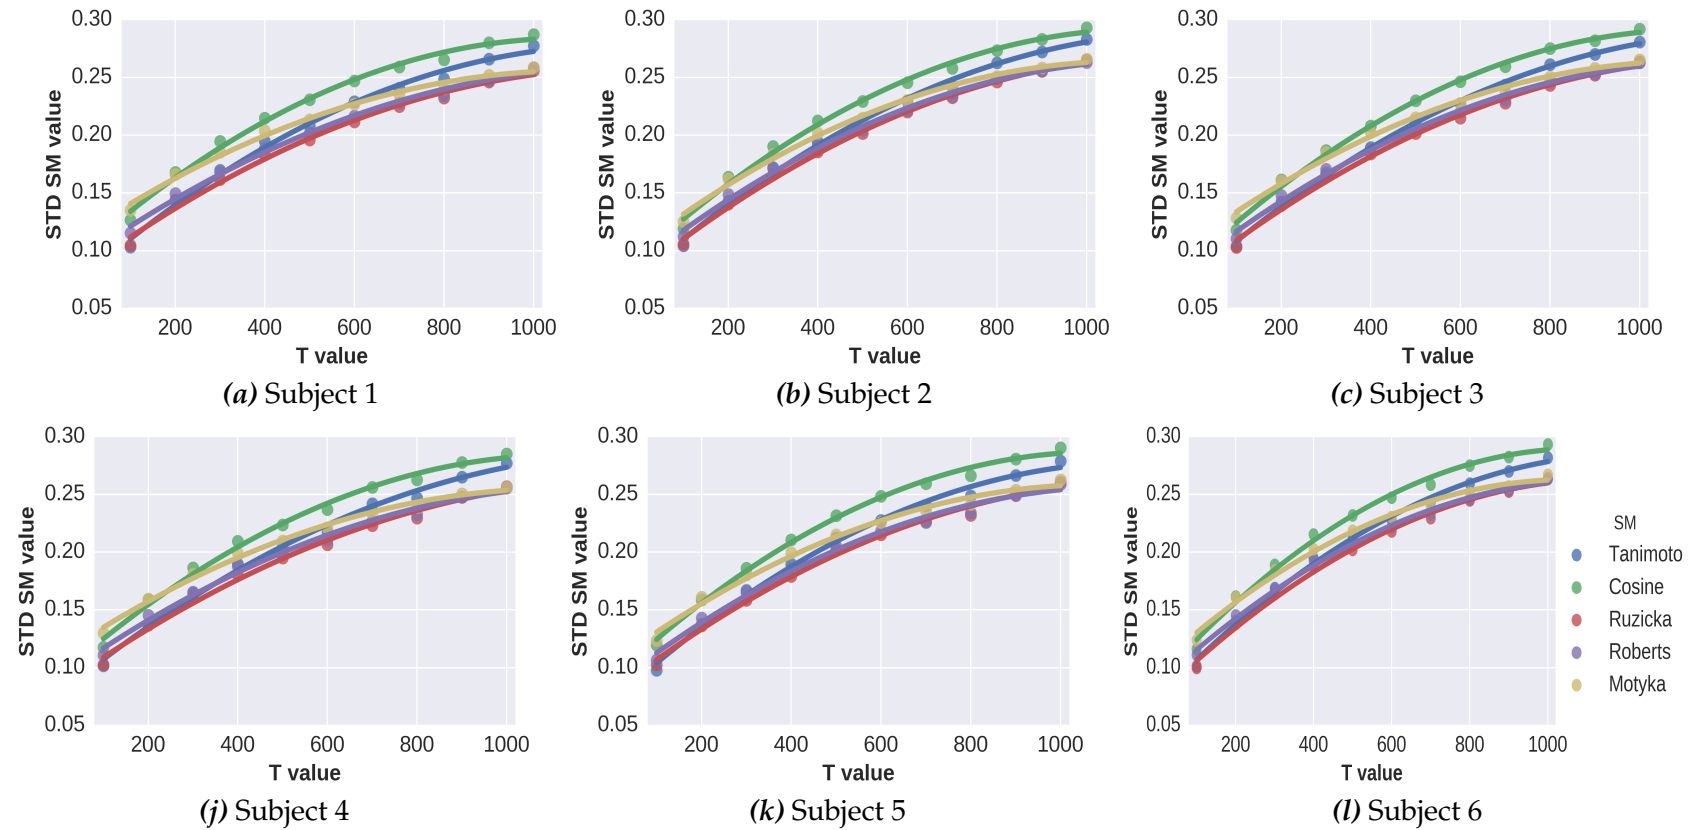 0.30
0.25
0.20
0.15
0.10
0.05
STD SM value
200 400 600 800 1000
T value
(a) Subject 1
0.30
0.25
0.20
0.15
0.10
0.05
STD SM value
200 400 600 800 1000
T value
(b) Subject 2
0.30
0.25
0.20
0.15
0.10
0.05
STD SM value
200 400 600 800 1000
T value
(c) Subject 3
0.30
0.25
0.20
0.15
0.10
0.05
STD SM value
200 400 600 800 1000
T value
(j) Subject 4
0.30
0.25
0.20
0.15
0.10
0.05
STD SM value
200 400 600 800 1000
T value
(k) Subject 5
0.30
0.25
0.20
0.15
0.10
0.05
STD SM value
200 400 600 800 1000
T value
(l) Subject 6
SM
Tanimoto
Cosine
Ruzicka
Roberts
Motyka